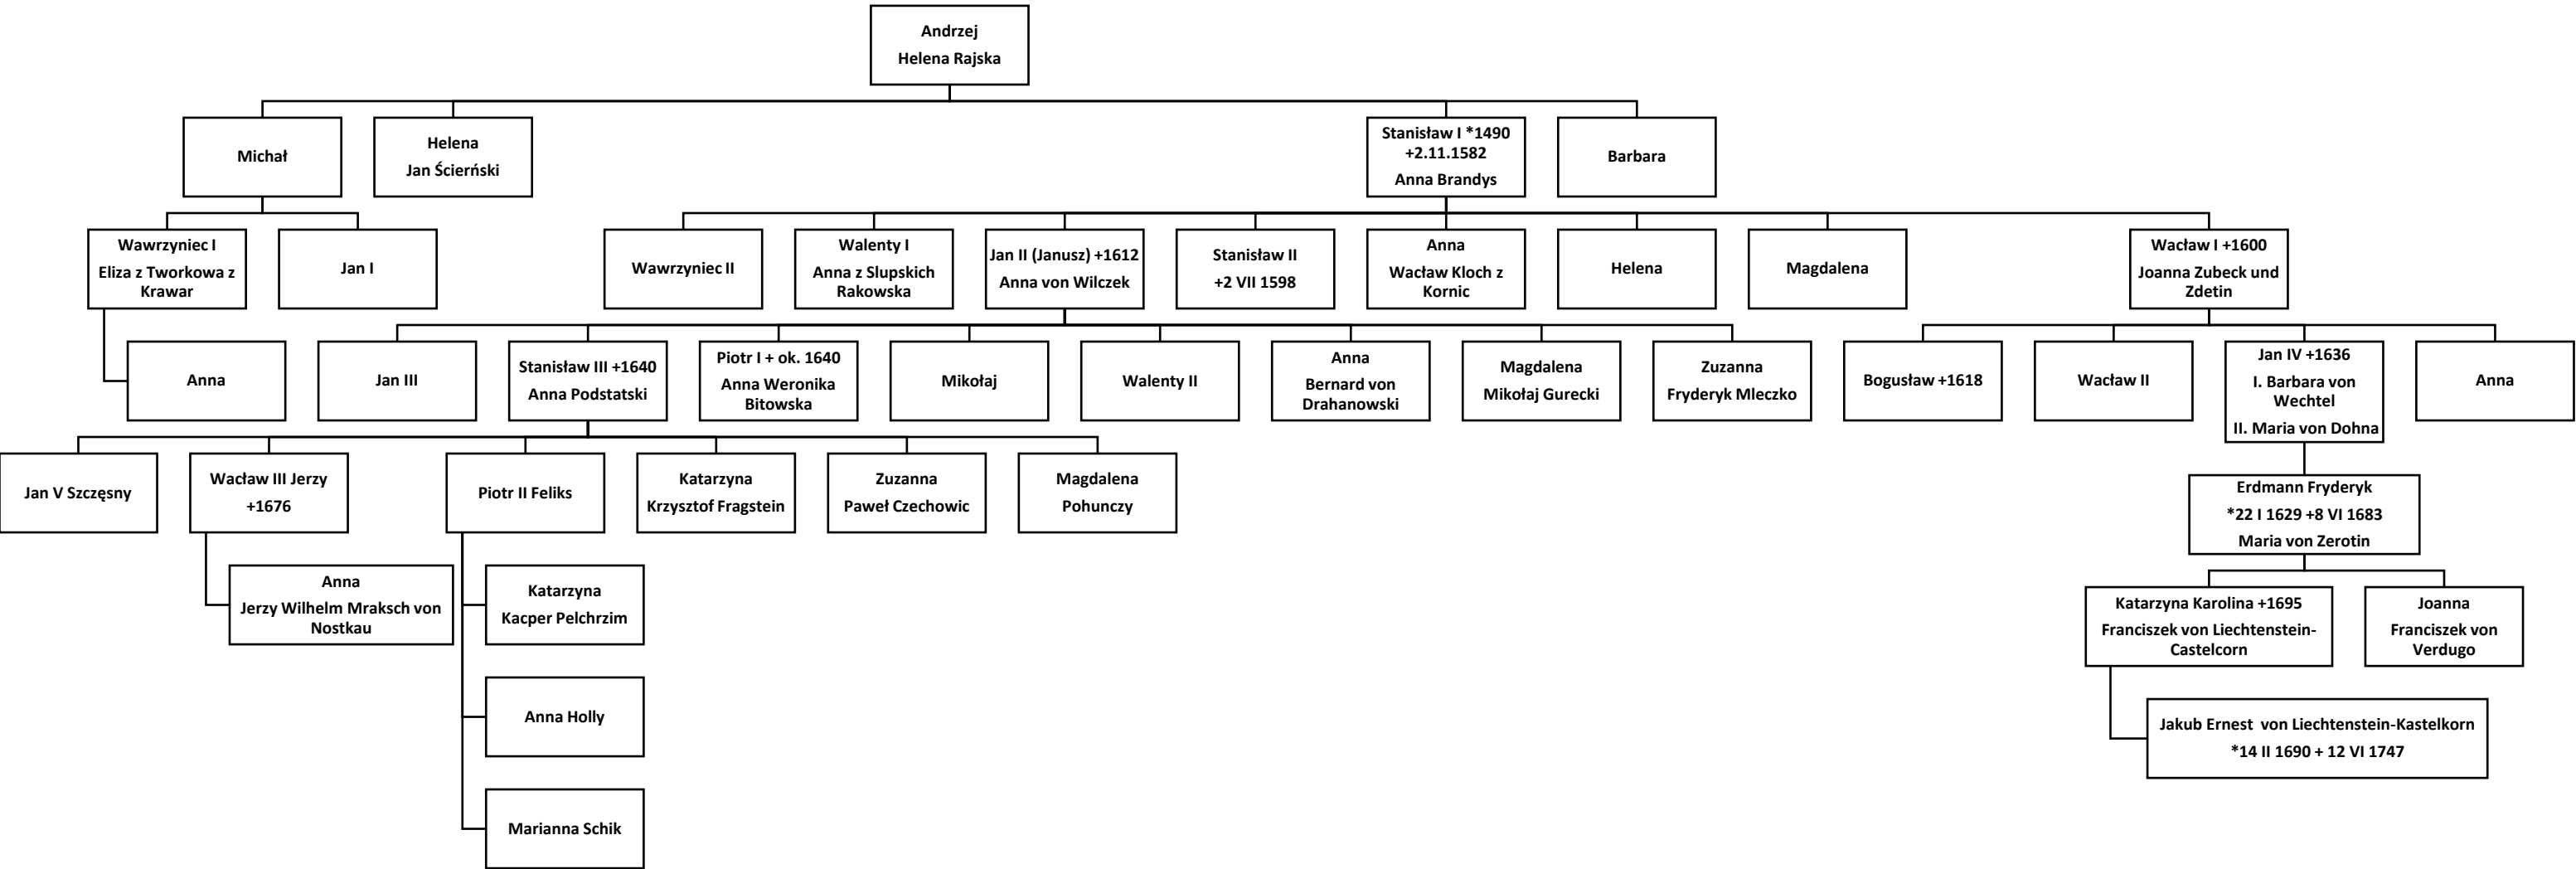 Andrzej
Helena Rajska
Michał
Helena
Jan Ścierński
Stanisław I *1490
+2.11.1582
Anna Brandys
Barbara
Wawrzyniec I
Eliza z Tworkowa z
Krawar
Jan I
Wawrzyniec II
Walenty I
Anna z Slupskich
Rakowska
Jan II (Janusz) +1612
Anna von Wilczek
Stanisław II
+2 VII 1598
Anna
Wacław Kloch z
Kornic
Helena
Magdalena
Wacław I +1600
Joanna Zubeck und
Zdetin
Anna
Jan III
Stanisław III +1640
Anna Podstatski
Piotr I + ok. 1640
Anna Weronika
Bitowska
Mikołaj
Walenty II
Anna
Bernard von
Drahanowski
Magdalena
Mikołaj Gurecki
Zuzanna
Fryderyk Mleczko
Bogusław +1618
Wacław II
Jan IV +1636
I. Barbara von
Wechtel
II. Maria von Dohna
Anna
Jan V Szczęsny
Wacław III Jerzy
+1676
Piotr II Feliks
Katarzyna
Krzysztof Fragstein
Zuzanna
Paweł Czechowic
Magdalena
Pohunczy
Erdmann Fryderyk
*22 I 1629 +8 VI 1683
Maria von Zerotin
Anna
Jerzy Wilhelm Mraksch von
Nostkau
Katarzyna
Kacper Pelchrzim
Katarzyna Karolina +1695
Franciszek von Liechtenstein-
Castelcorn
Joanna
Franciszek von
Verdugo
Anna Holly
Jakub Ernest  von Liechtenstein-Kastelkorn
*14 II 1690 + 12 VI 1747
Marianna Schik